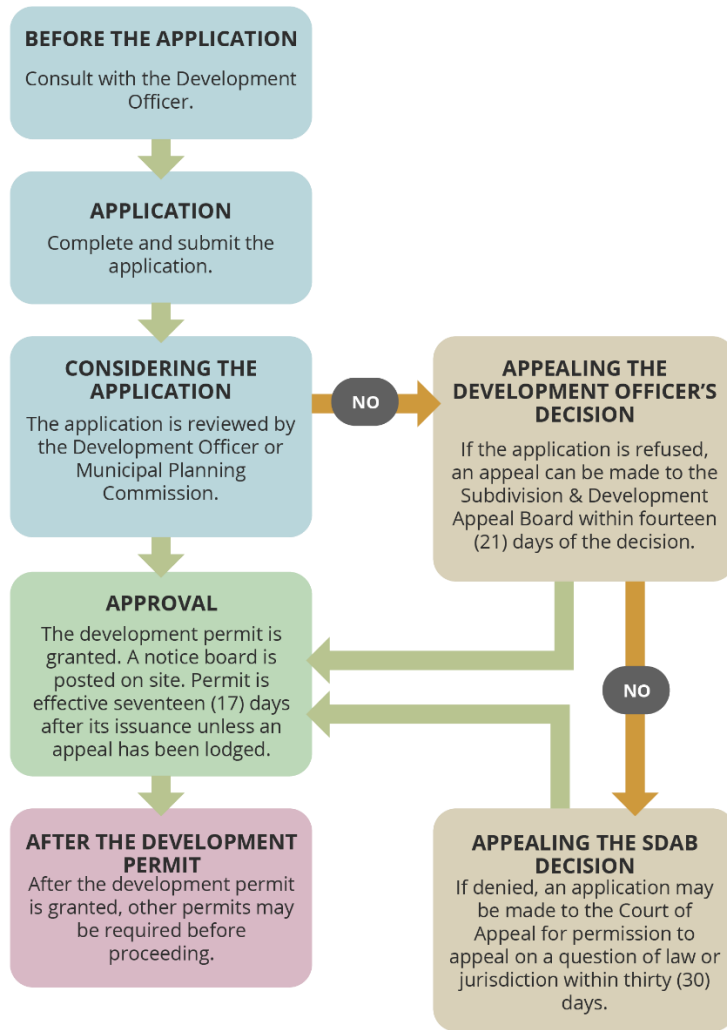 BEFORE THE APPLICATION
Consult with the Development
Officer.
APPLICATION
Complete and submit the
application.
CONSIDERING THE
APPLICATION
The application is reviewed by
the Development Officer or
Municipal Planning
Commission.
NO
APPEALING THE
DEVELOPMENT OFFICER'S
DECISION
If the application is refused,
an appeal can be made to the
Subdivision & Development
Appeal Board within fourteen
(21) days of the decision.
APPROVAL
The development permit is
granted. A notice board is
posted on site. Permit is
effective seventeen (17) days
after its issuance unless an
appeal has been lodged.
NO
AFTER THE DEVELOPMENT
PERMIT
After the development permit
is granted, other permits may
be required before
proceeding.
APPEALING THE SDAB
DECISION
If denied, an application may
be made to the Court of
Appeal for permission to
appeal on a question of law or
jurisdiction within thirty (30)
days.